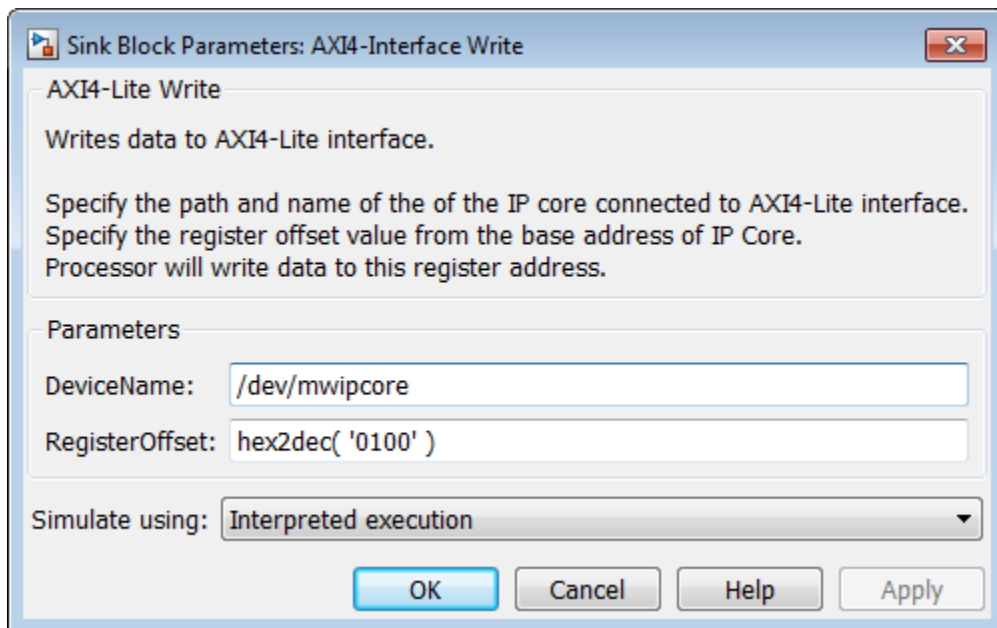 Sink Block Parameters: AXI4-Interface Write
AXI4-Lite Write
Writes data to AXI4-Lite interface.
Specify the path and name of the of the IP core connected to AXI4-Lite interface.
Specify the register offset value from the base address of IP Core.
Processor will write data to this register address.
Parameters
DeviceName: /dev/mwipcore
RegisterOffset: hex2dec( '0100' )
Simulate using: Interpreted execution
OK Cancel Help Apply